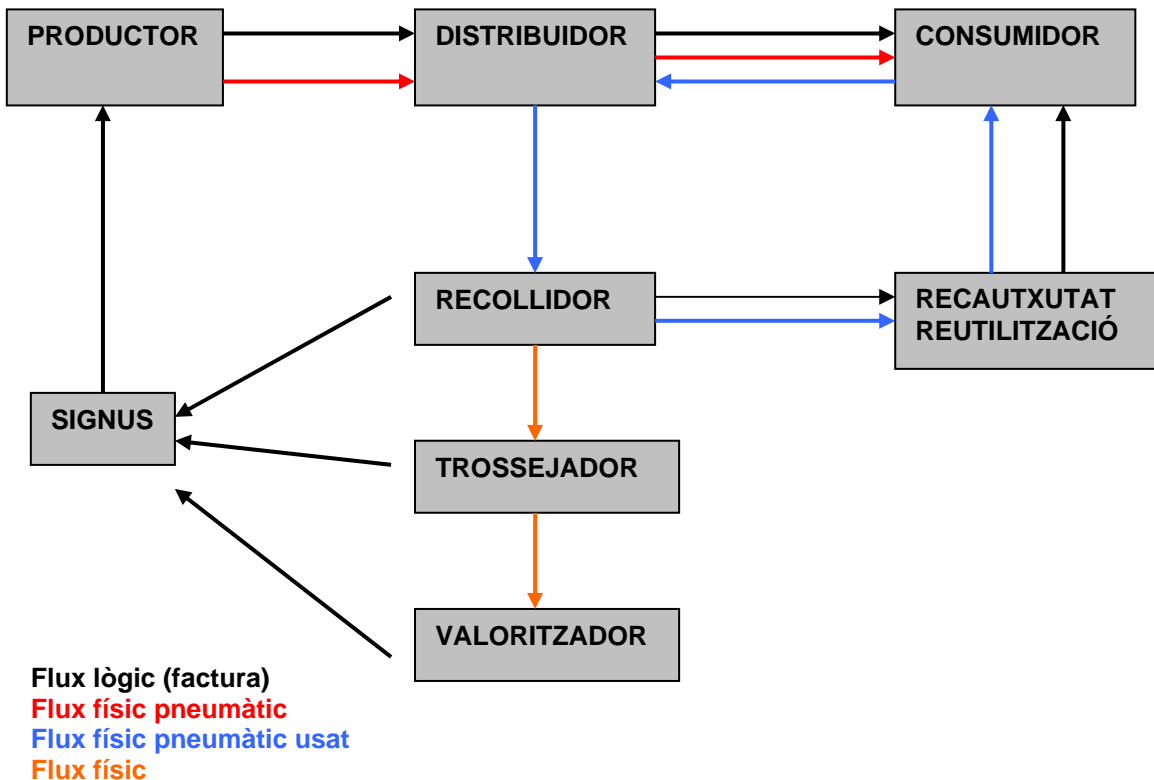 PRODUCTOR
DISTRIBUIDOR
CONSUMIDOR
RECOLLIDOR
RECAUTXUTAT
REUTILITZACIÓ
SIGNUS
TROSSEJADOR
VALORITZADOR
Flux lògic (factura)
Flux físic pneumàtic
Flux físic pneumàtic usat
Flux físic